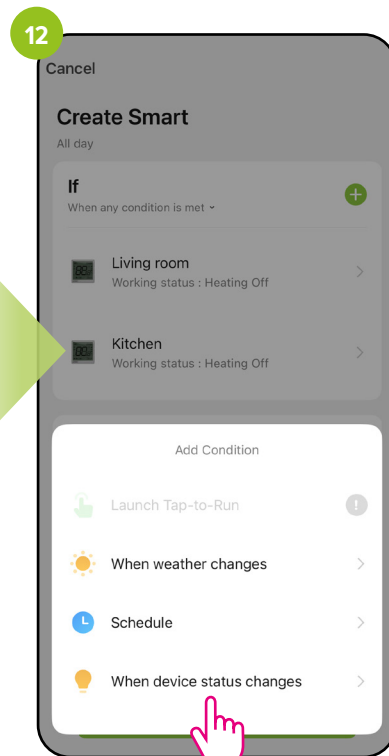 12
Cancel
Create Smart
All day
If
When any condition is met
Living room
Working status : Heating Off
Kitchen
Working status : Heating Off
Add Condition
Launch Tap-to-Run
When weather changes
Schedule
When device status changes